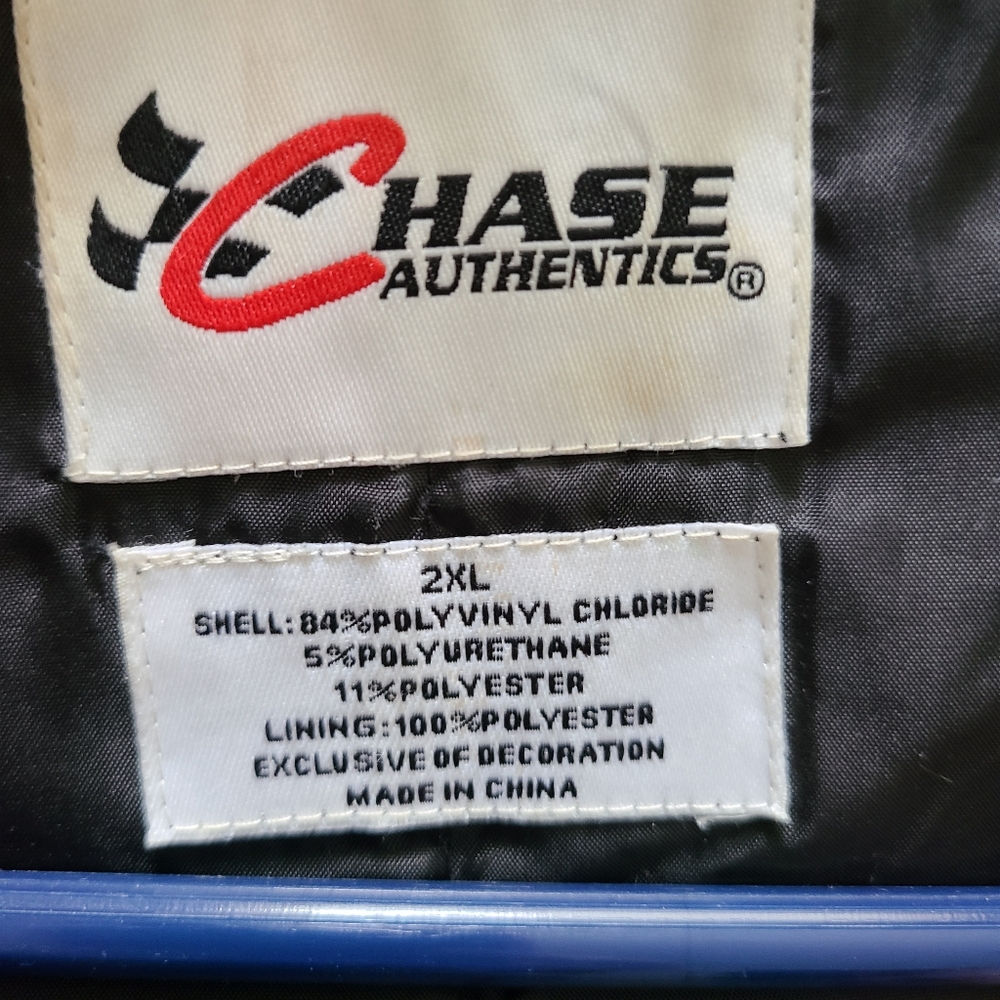 CHASE
AUTHENTICS®
2XL
SHELL:84%POLYVINYL CHLORIDE
5%POLYURETHANE
11%POLYESTER
LINING:100%POLYESTER
EXCLUSIVE OF DECORATION
MADE IN CHINA